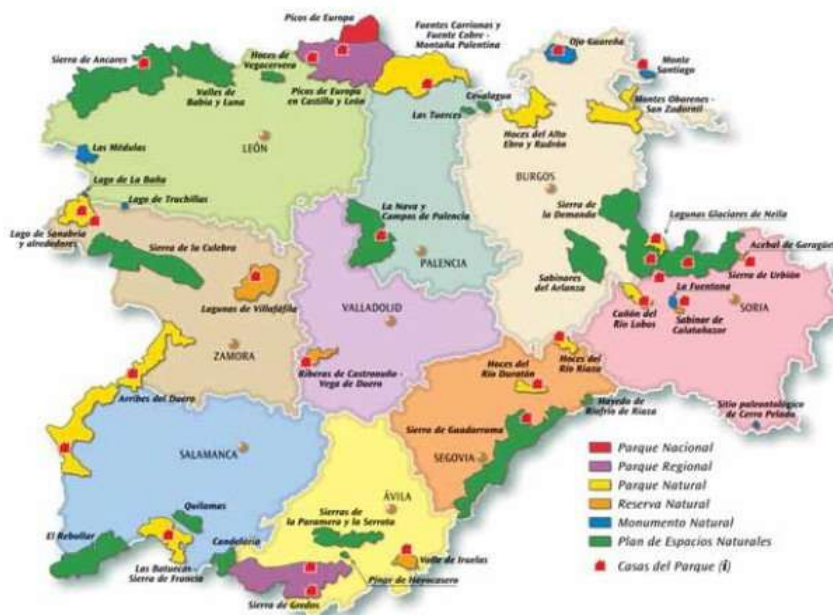 Picos de Europa
Fuentes Carrionas y
Fuente Cobre -
Montaña Palentina
Ojo Guareña
Monte
Santiago
Sierra de Ancares
Hoces de
Vegacervera
Valles de
Babia y Luna
Picos de Europa
en Castilla y León
Covalagua
Las Tuerces
Hoces del Alto
Ebro y Rudrón
Montes Obarenes -
San Zadornil
LEÓN
Las Médulas
Lago de La Baña
Lago de Truchillas
BURGOS
La Nava y
Campos de Palencia
Sierra de
la Demanda
Lagunas Glaciares de Neila
Lago de Sanabria
y alrededores
Sierra de la Culebra
PALENCIA
Acebal de Garagüeta
Sierra de Urbión
Sabinares
del Arlanza
La Fuentona
Lagunas de Villafáfila
VALLADOLID
Cañón del
Río Lobos
Sabinar de
Calatañazor
SORIA
ZAMORA
Riberas de Castronuño -
Vega de Duero
Hoces del
Río Duratón
Hoces del
Río Riaza
Arribes del Duero
Hayedo de
Riofrío de Riaza
Sitio paleontológico
de Cerro Pelado
Sierra de Guadarrama
SALAMANCA
SEGOVIA
Parque Nacional
Parque Regional
Parque Natural
Reserva Natural
Monumento Natural
Plan de Espacios Naturales
Casas del Parque (i)
ÁVILA
Quilamas
Sierras de
la Paramera y la Serrota
El Rebollar
Candelario
Valle de Iruelas
Las Batuecas -
Sierra de Francia
Pinar de Hoyocasero
Sierra de Gredos